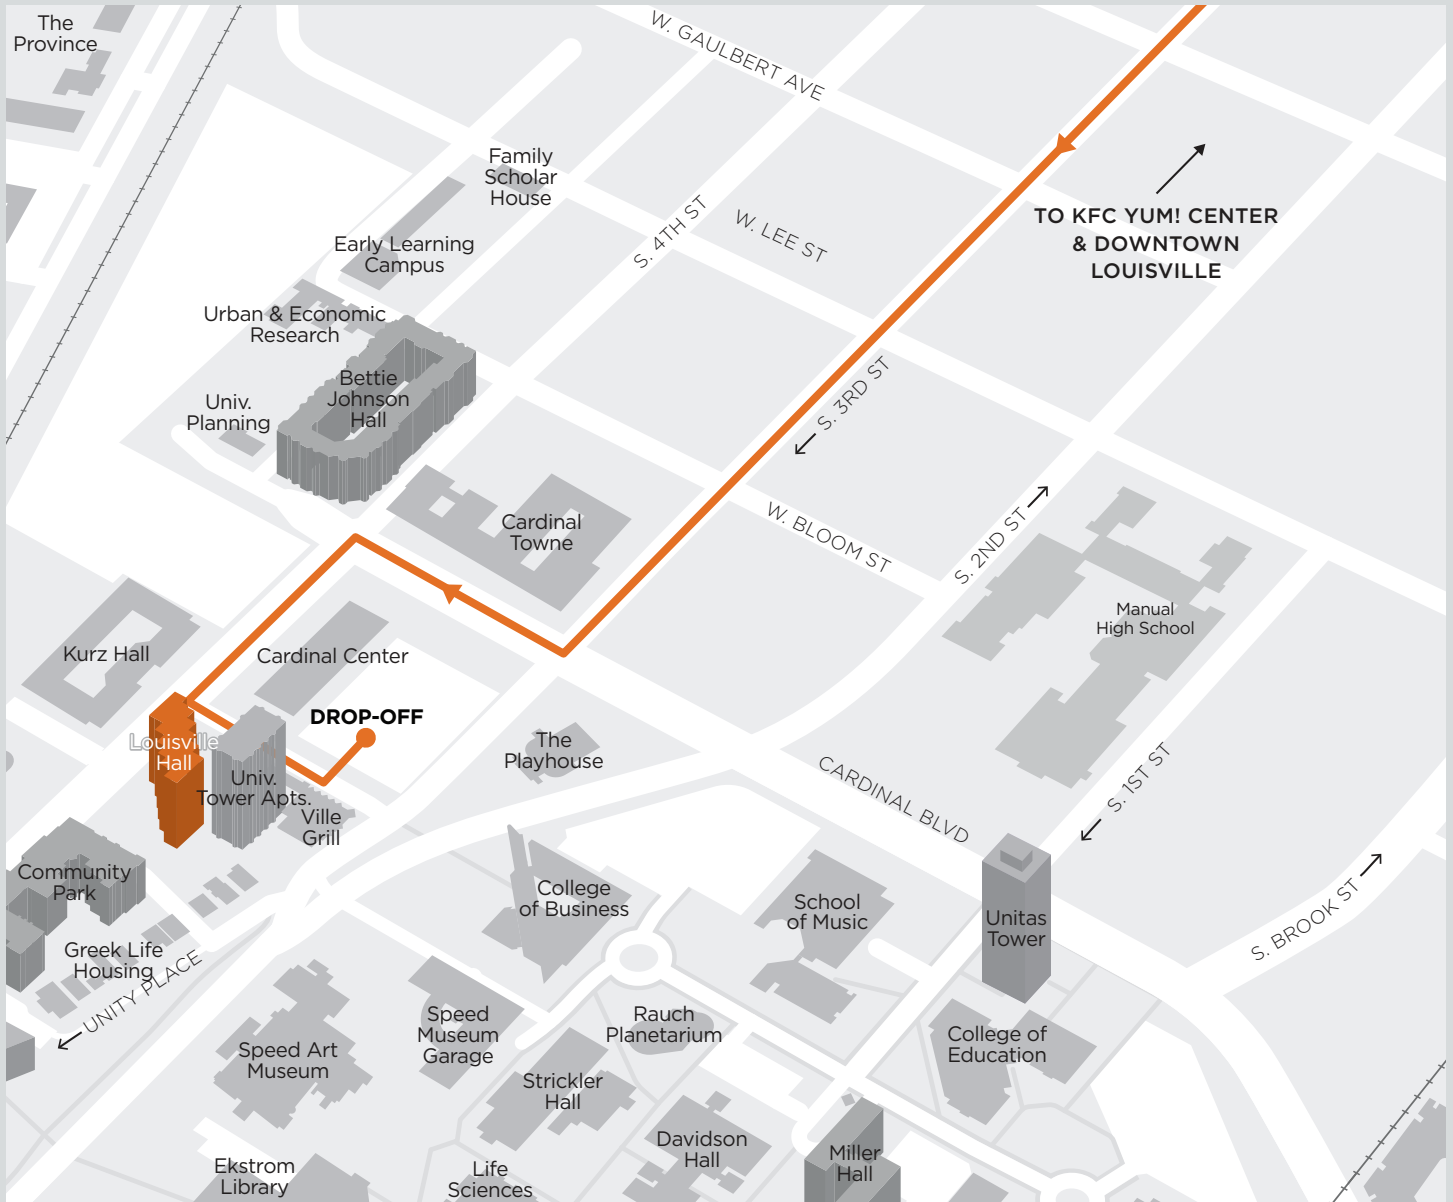 The
Province
W. GAULBERT AVE
Family
Scholar
House
S. 4TH ST
W. LEE ST
TO KFC YUM! CENTER
& DOWNTOWN
LOUISVILLE
Early Learning
Campus
Urban & Economic
Research
Bettie
Johnson
Hall
Univ.
Planning
S. 3RD ST
Cardinal
Towne
W. BLOOM ST
S. 2ND ST
Manual
High School
Kurz Hall
Cardinal Center
DROP-OFF
Louisville
Hall
Univ.
Tower Apts.
Ville
Grill
The
Playhouse
CARDINAL BLVD
S. 1ST ST
Community
Park
College
of Business
School
of Music
Unitas
Tower
S. BROOK ST
Greek Life
Housing
UNITY PLACE
Speed Art
Museum
Speed
Museum
Garage
Rauch
Planetarium
College of
Education
Strickler
Hall
Davidson
Hall
Miller
Hall
Ekstrom
Library
Life
Sciences